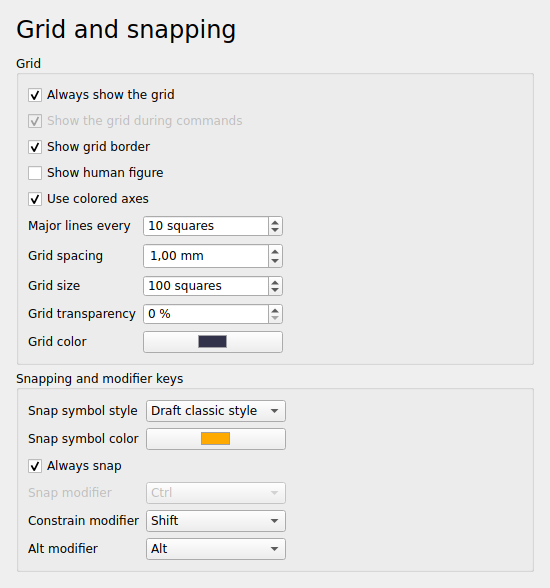 Grid and snapping
Grid
Always show the grid
Show the grid during commands
Show grid border
Show human figure
Use colored axes
Major lines every 10 squares
Grid spacing 1,00 mm
Grid size 100 squares
Grid transparency 0 %
Grid color
Snapping and modifier keys
Snap symbol style Draft classic style
Snap symbol color
Always snap
Snap modifier Ctrl
Constrain modifier Shift
Alt modifier Alt